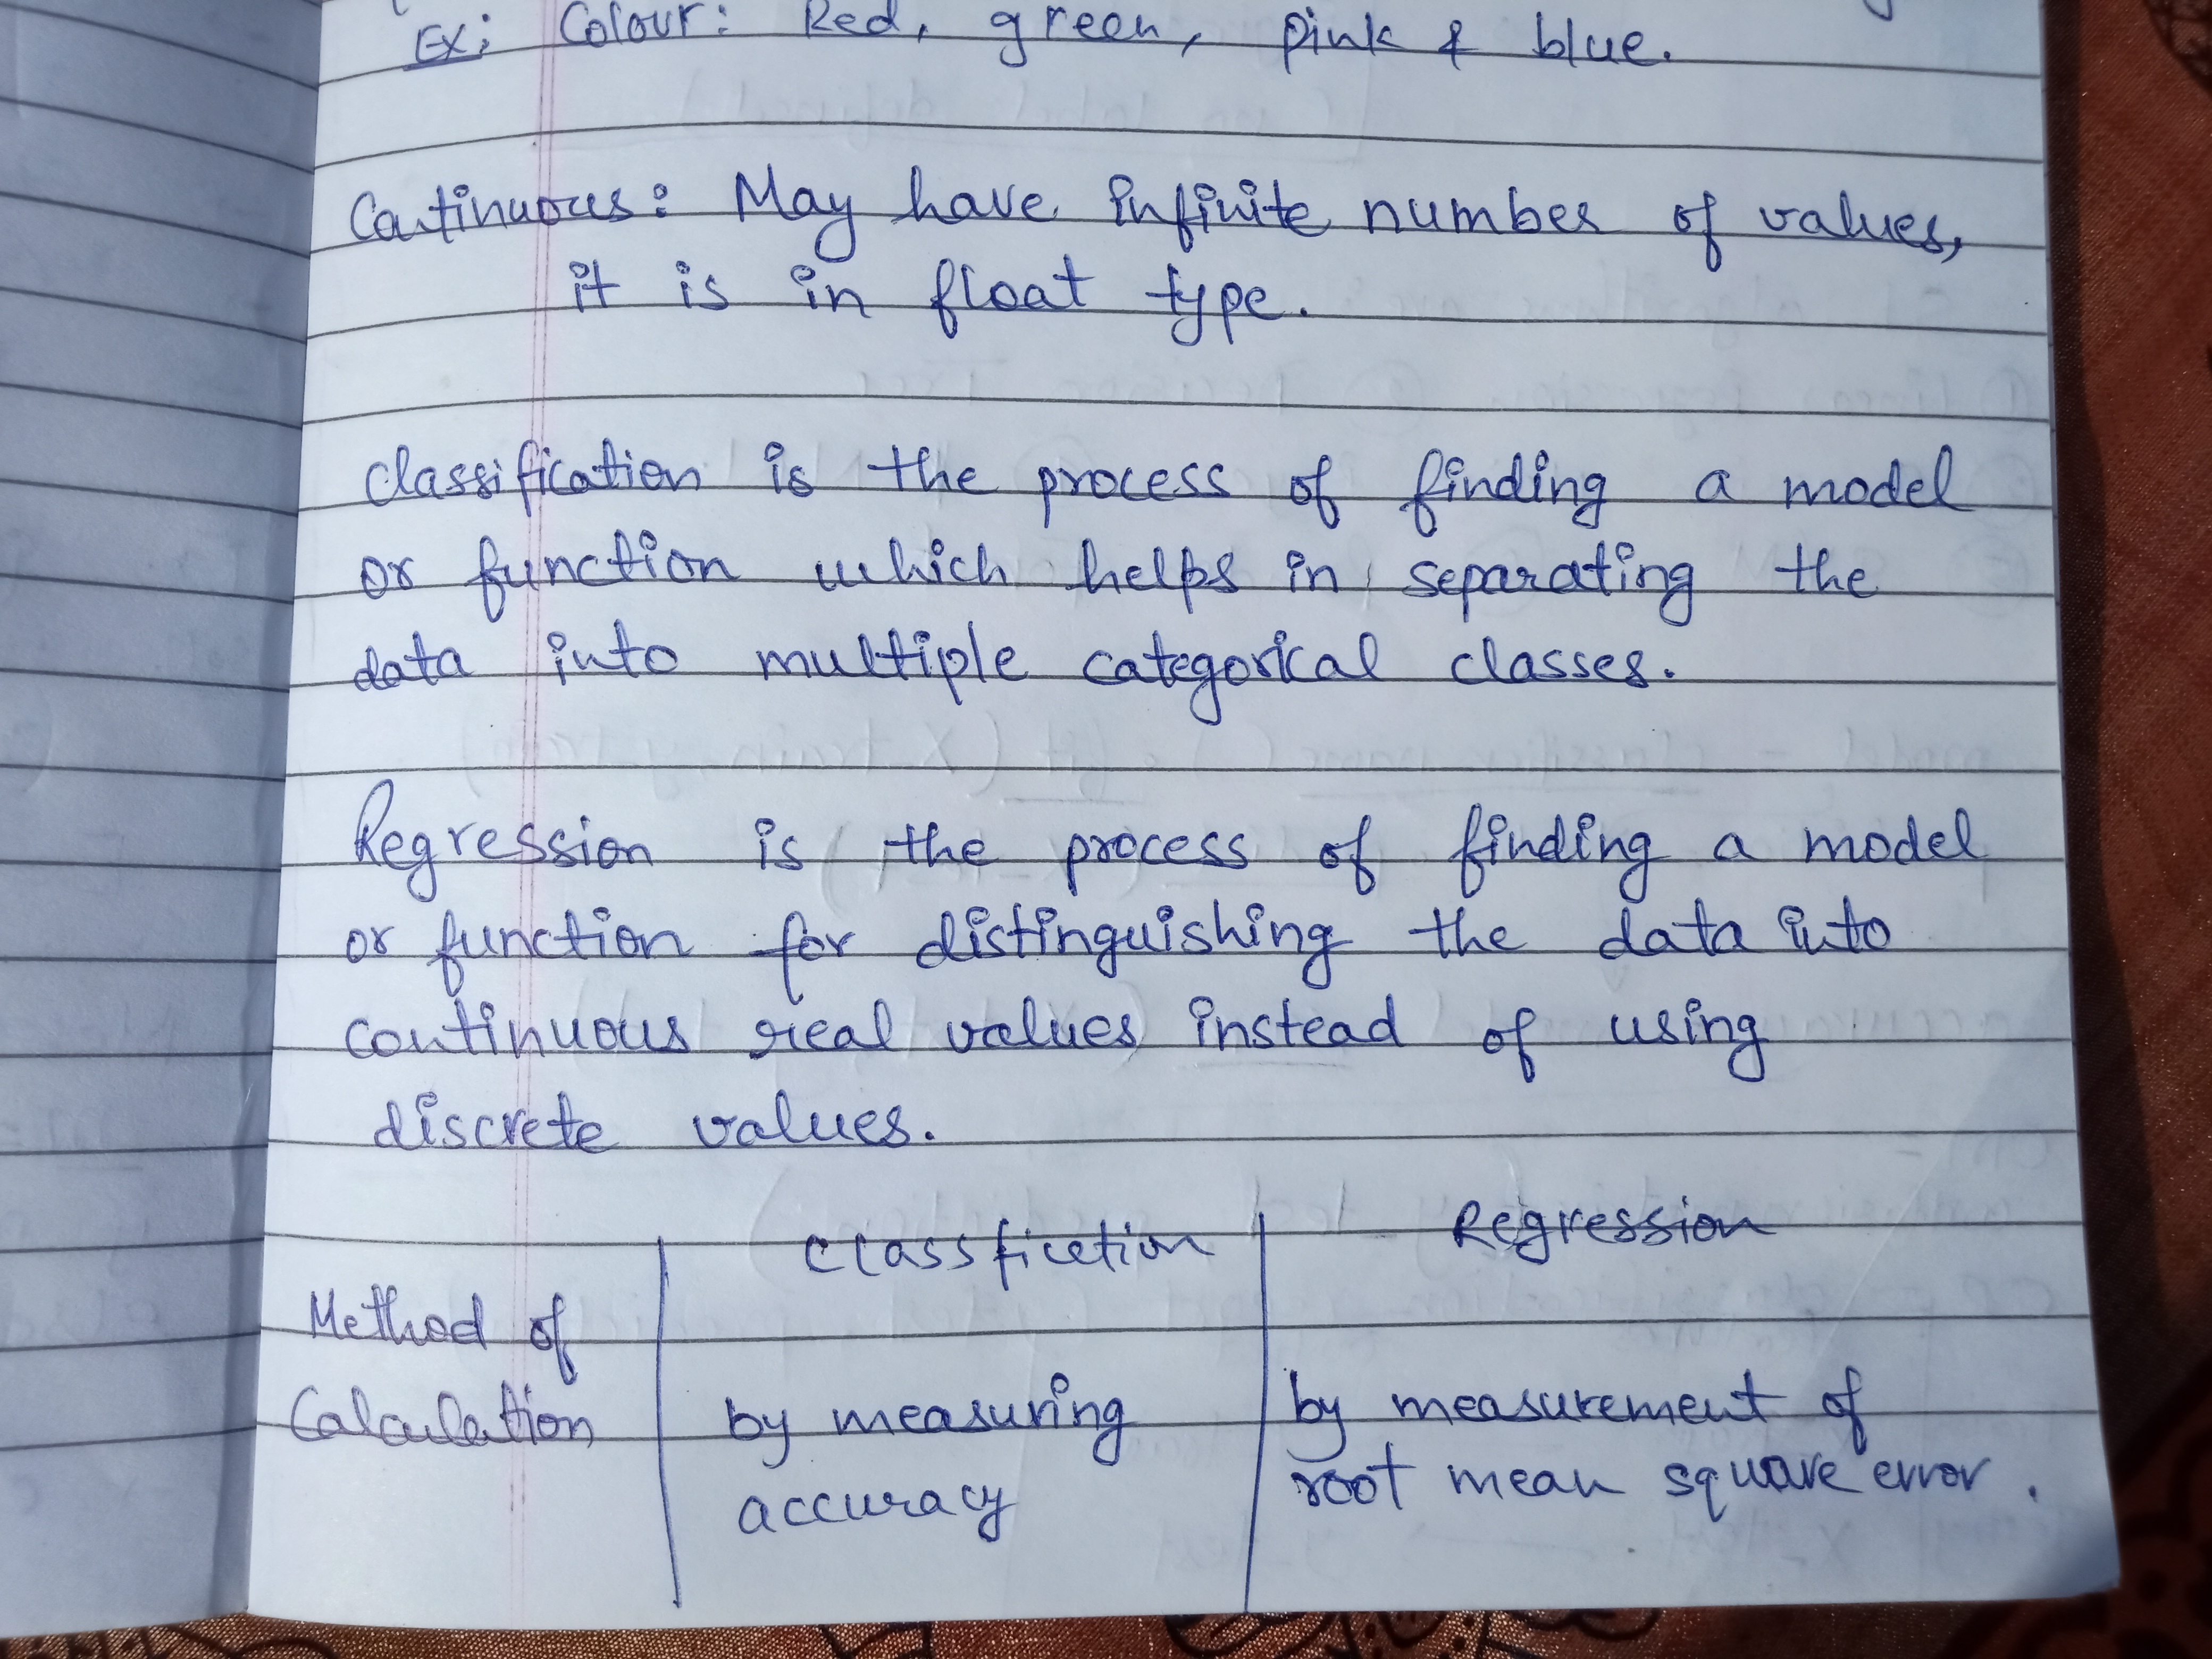 Ex: Colour: Red, green, pink & blue.
Continuous: May have infinite number of values,
it is in float type.
classification is the process of finding a model
or function which helps in separating the
data into multiple categorical classes.
Regression is the process of finding a model
or function for distinguishing the data into
continuous real values instead of using
discrete values.
Classfication Regression
Method of
Calculation by measuring by measurement of
accuracy root mean square error.